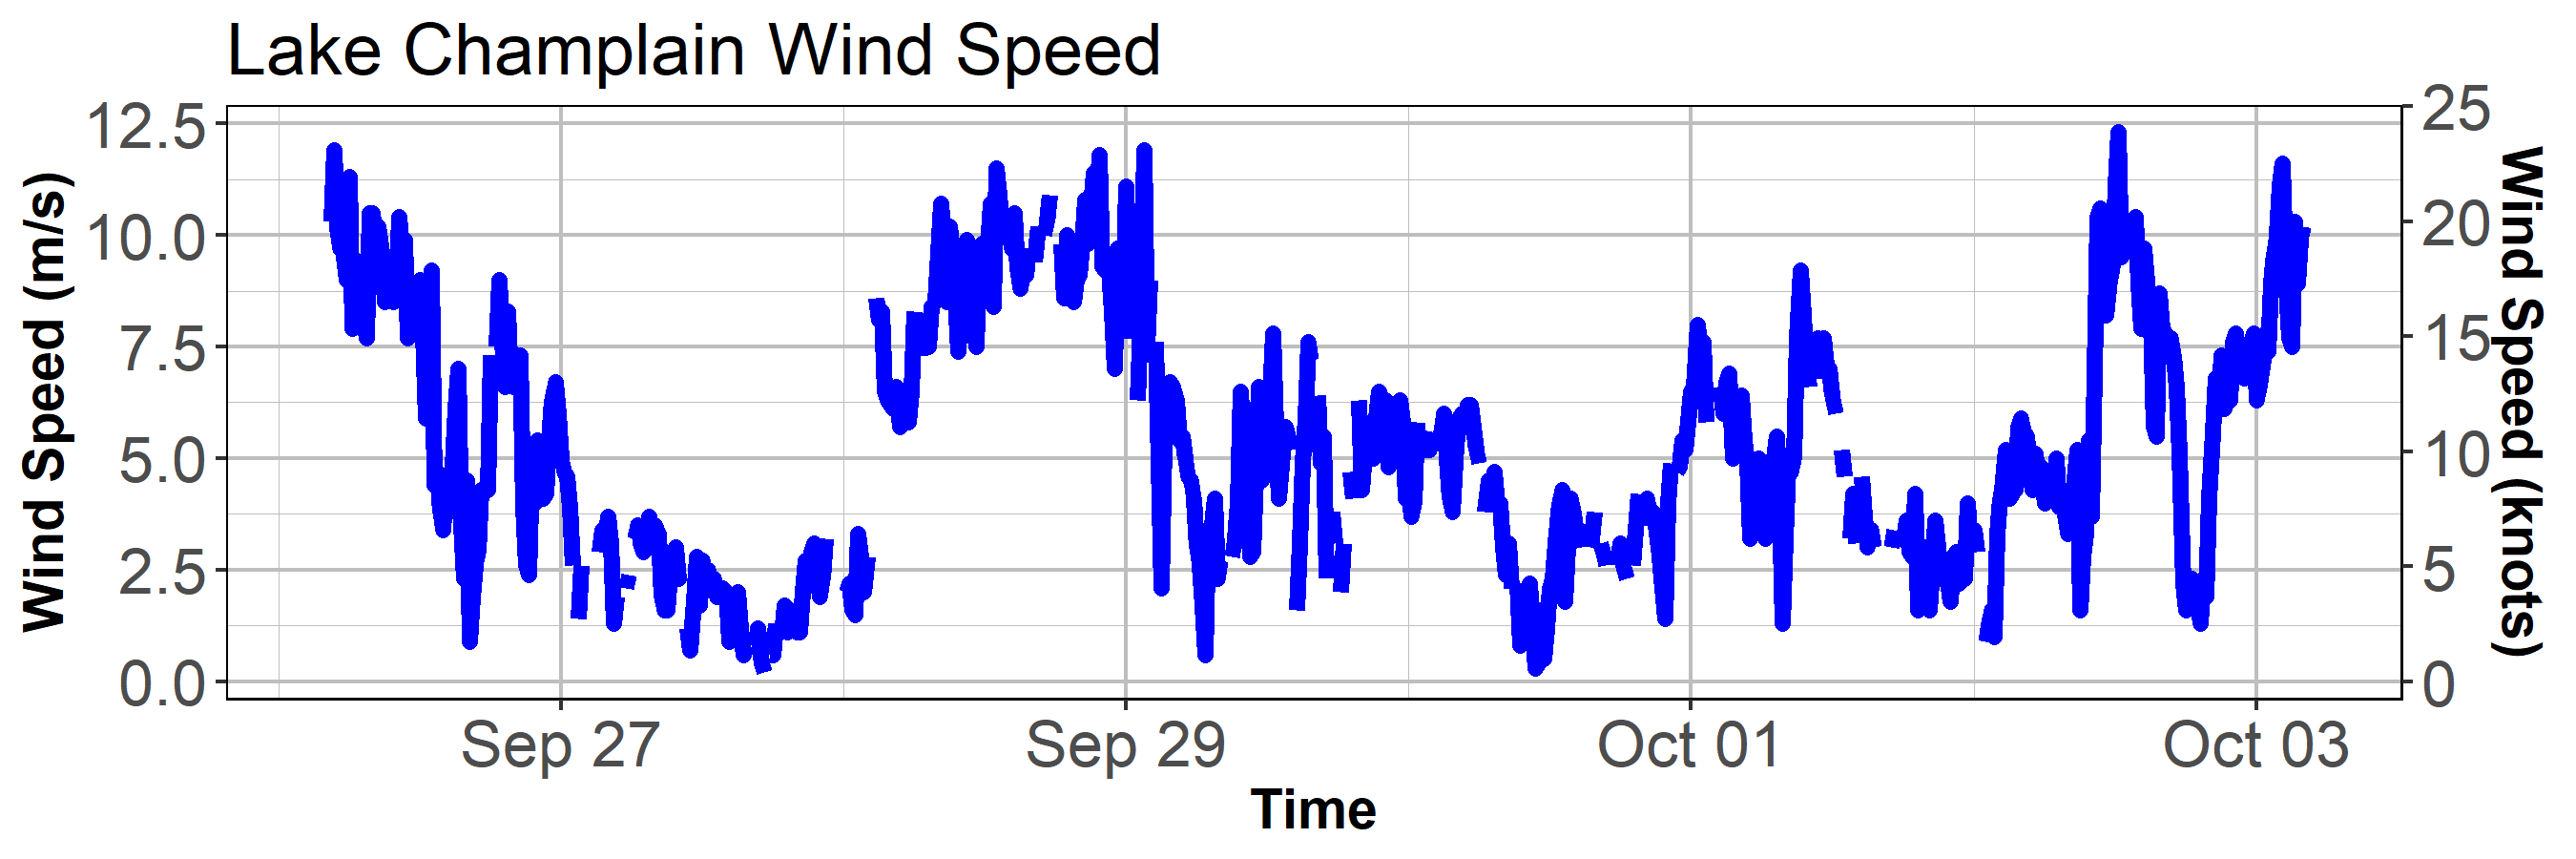 Lake Champlain Wind Speed
Wind Speed (m/s)
12.5
10.0
7.5
5.0
2.5
0.0
25
20
15
10
5
0
Wind Speed (knots)
Sep 27 Sep 29 Oct 01 Oct 03
Time